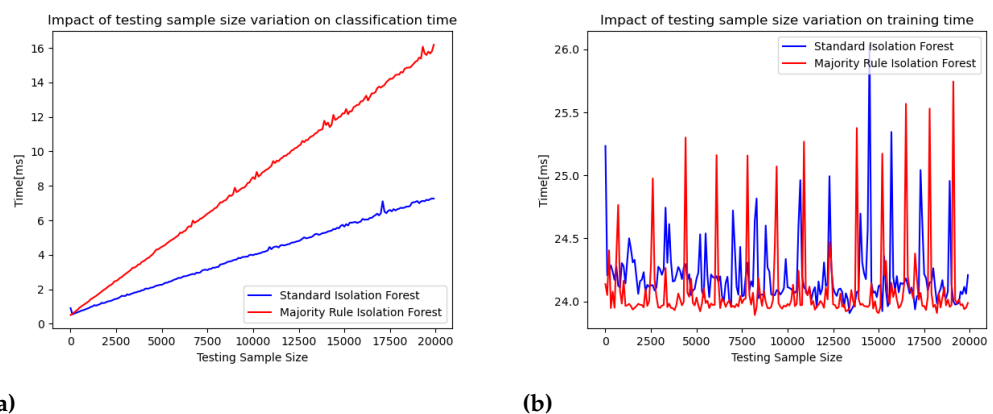 Impact of testing sample size variation on classification time
16
14
12
10
8
6
4
2
0
Time[ms]
Standard Isolation Forest
Majority Rule Isolation Forest
0 2500 5000 7500 10000 12500 15000 17500 20000
Testing Sample Size
a)
Impact of testing sample size variation on training time
Standard Isolation Forest
Majority Rule Isolation Forest
26.0
25.5
25.0
24.5
24.0
Time[ms]
0 2500 5000 7500 10000 12500 15000 17500 20000
Testing Sample Size
(b)